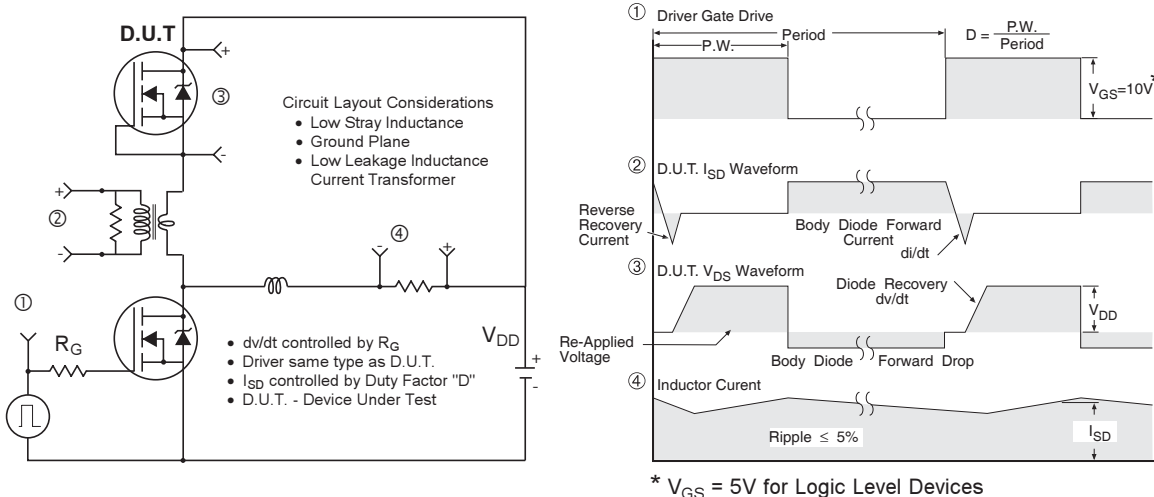 D.U.T
+
③
-
Circuit Layout Considerations
• Low Stray Inductance
• Ground Plane
• Low Leakage Inductance
Current Transformer
+
②
-
④
- +
①
R_G
V_DD
+
-
• dv/dt controlled by R_G
• Driver same type as D.U.T.
• I_SD controlled by Duty Factor "D"
• D.U.T. - Device Under Test
① Driver Gate Drive
P.W.
Period
D = P.W. / Period
V_GS=10V*
② D.U.T. I_SD Waveform
Reverse
Recovery
Current
Body Diode Forward
Current
di/dt
③ D.U.T. V_DS Waveform
Diode Recovery
dv/dt
V_DD
Re-Applied
Voltage
Body Diode Forward Drop
④ Inductor Curent
Ripple ≤ 5%
I_SD
* V_GS = 5V for Logic Level Devices